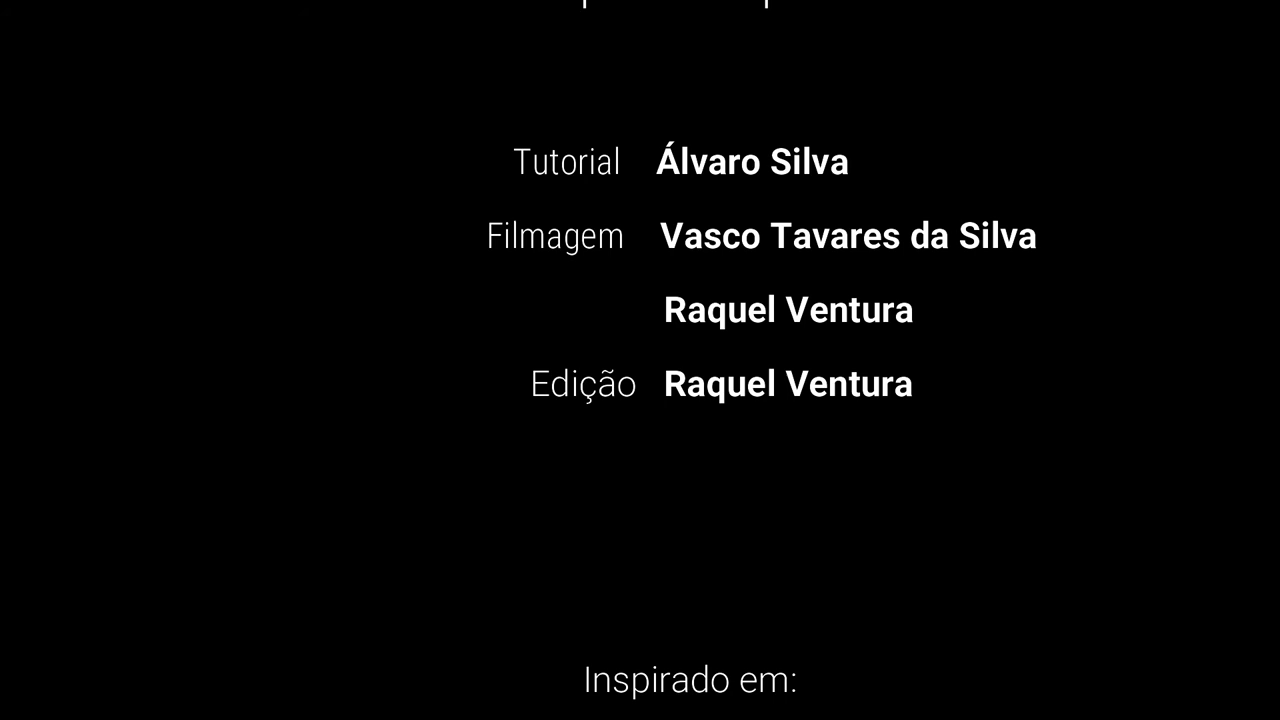 Tutorial Álvaro Silva
Filmagem Vasco Tavares da Silva
Raquel Ventura
Edição Raquel Ventura
Inspirado em: